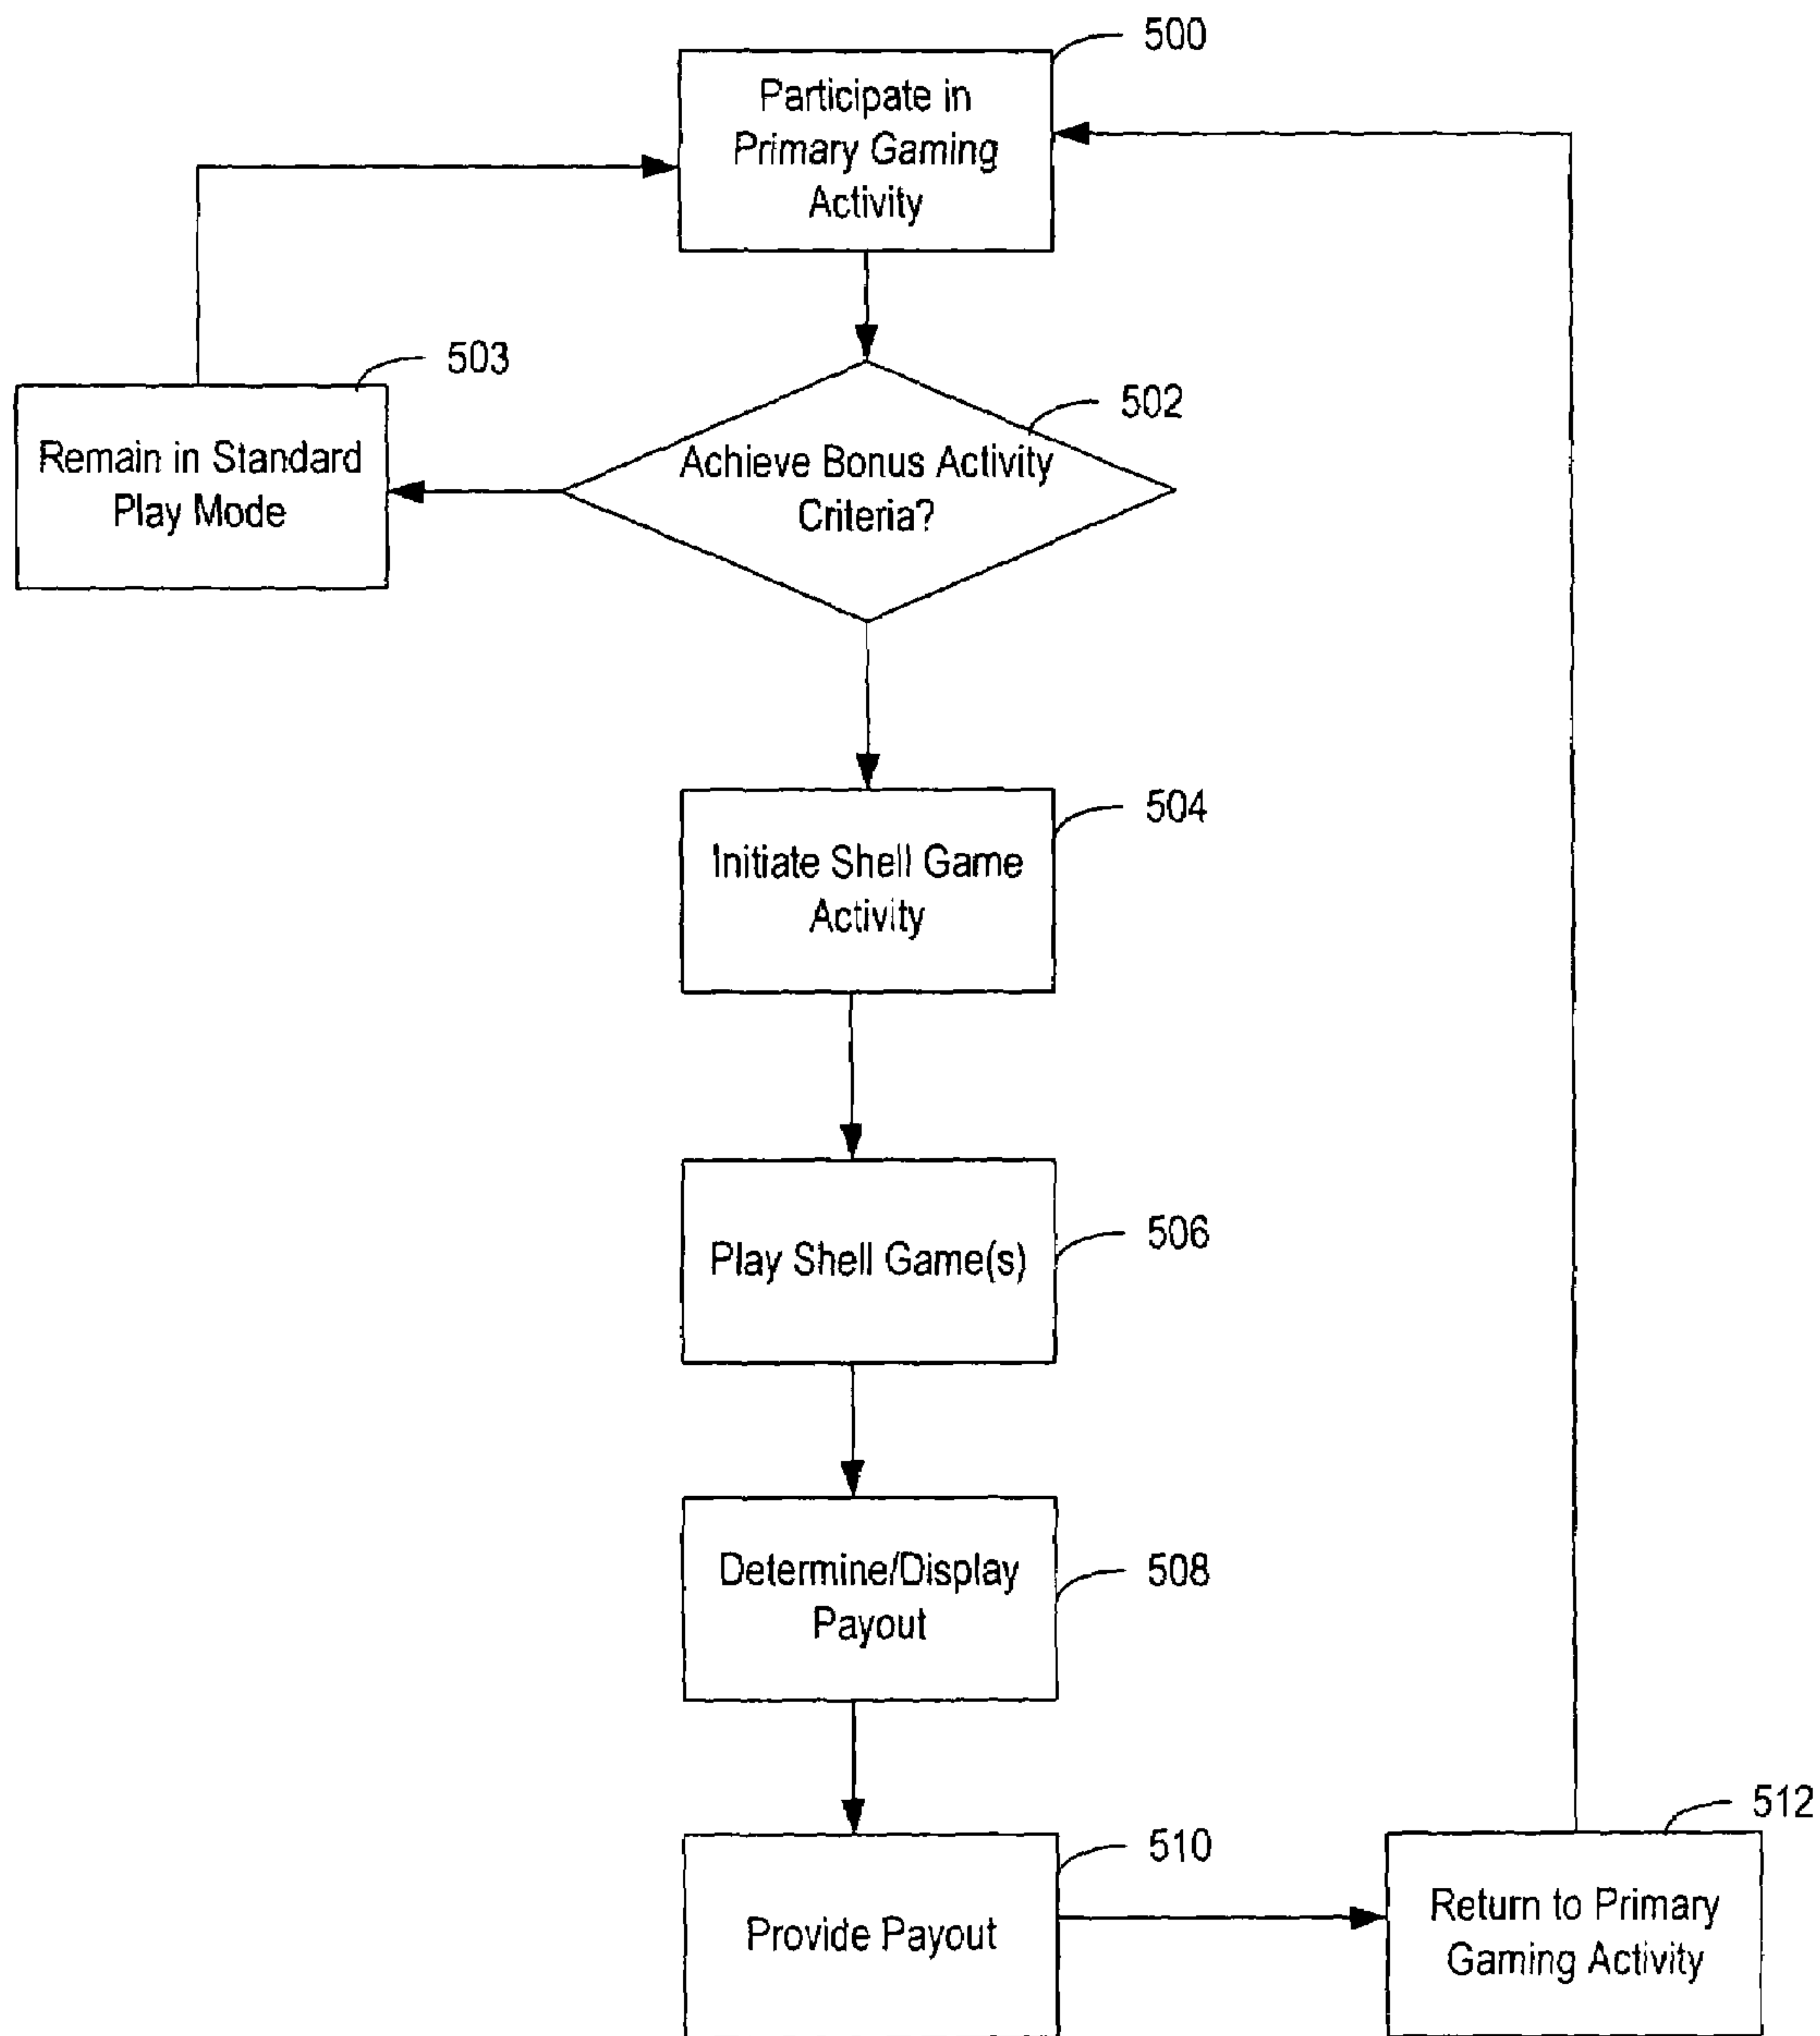 500
Participate in
Primary Gaming
Activity
503
Remain in Standard
Play Mode
502
Achieve Bonus Activity
Criteria?
504
Initiate Shell Game
Activity
506
Play Shell Game(s)
508
Determine/Display
Payout
510
Provide Payout
512
Return to Primary
Gaming Activity